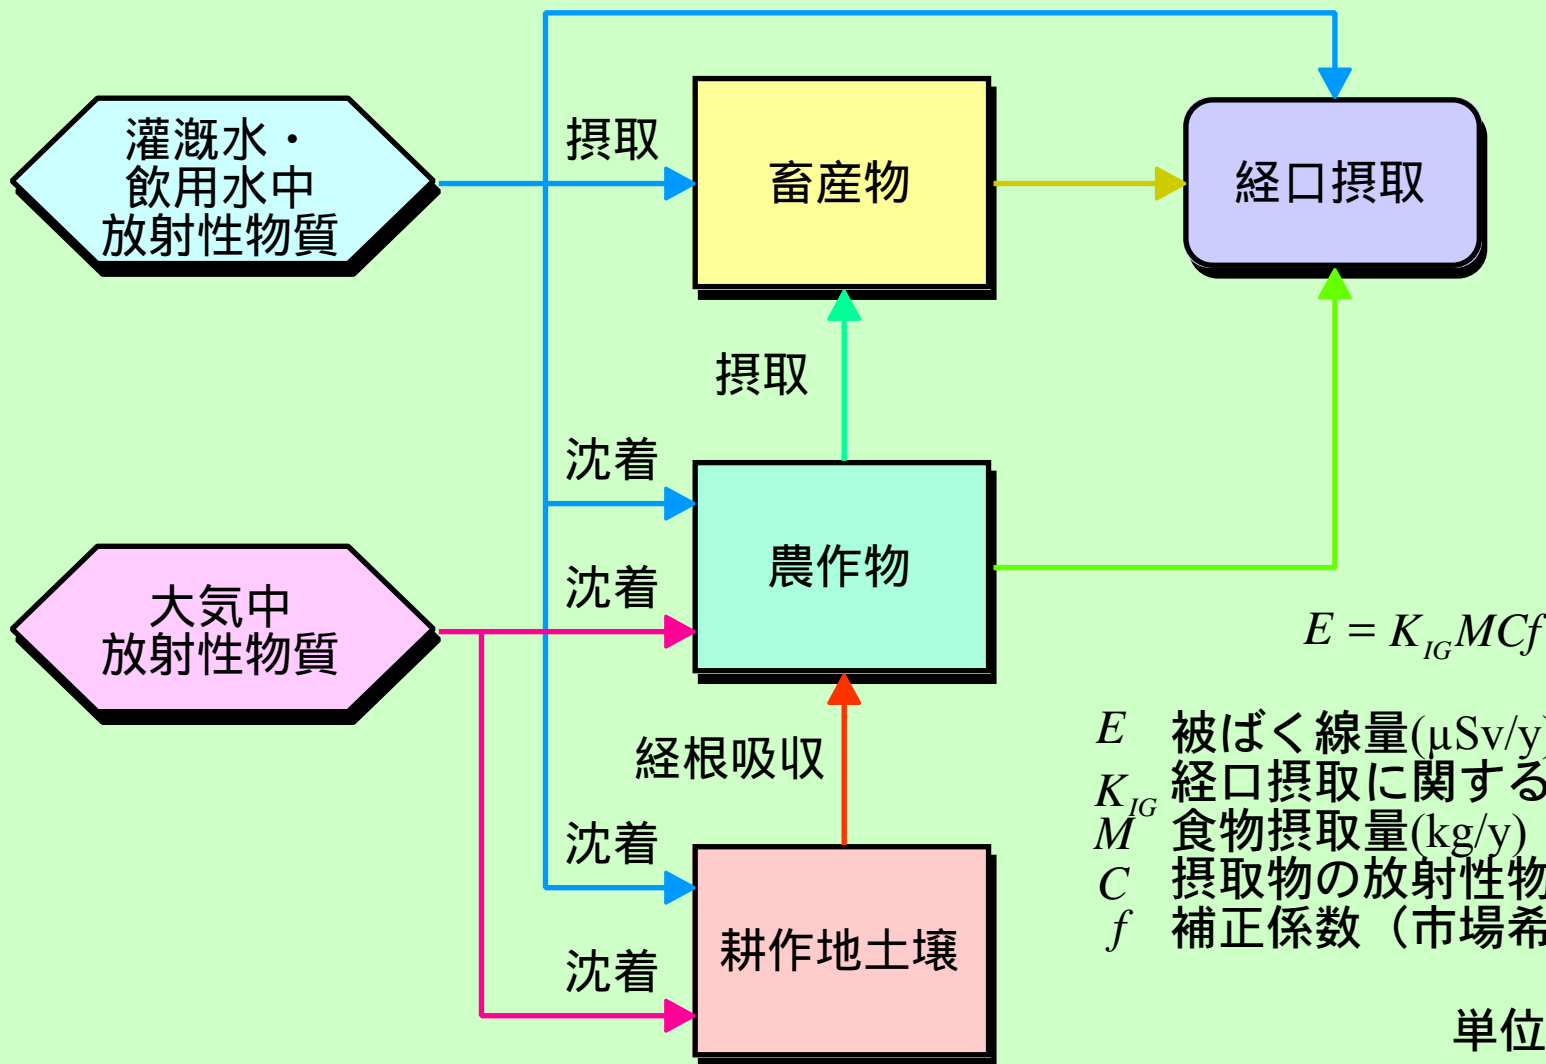 灌漑水・
飲用水中
放射性物質
摂取
畜産物
経口摂取
摂取
沈着
大気中
放射性物質
沈着
農作物
経根吸収
沈着
沈着
耕作地土壌
E = K_IG MCf
E 被ばく線量(μSv/y)
K_IG 経口摂取に関する
M 食物摂取量(kg/y)
C 摂取物の放射性物
f 補正係数（市場希
単位